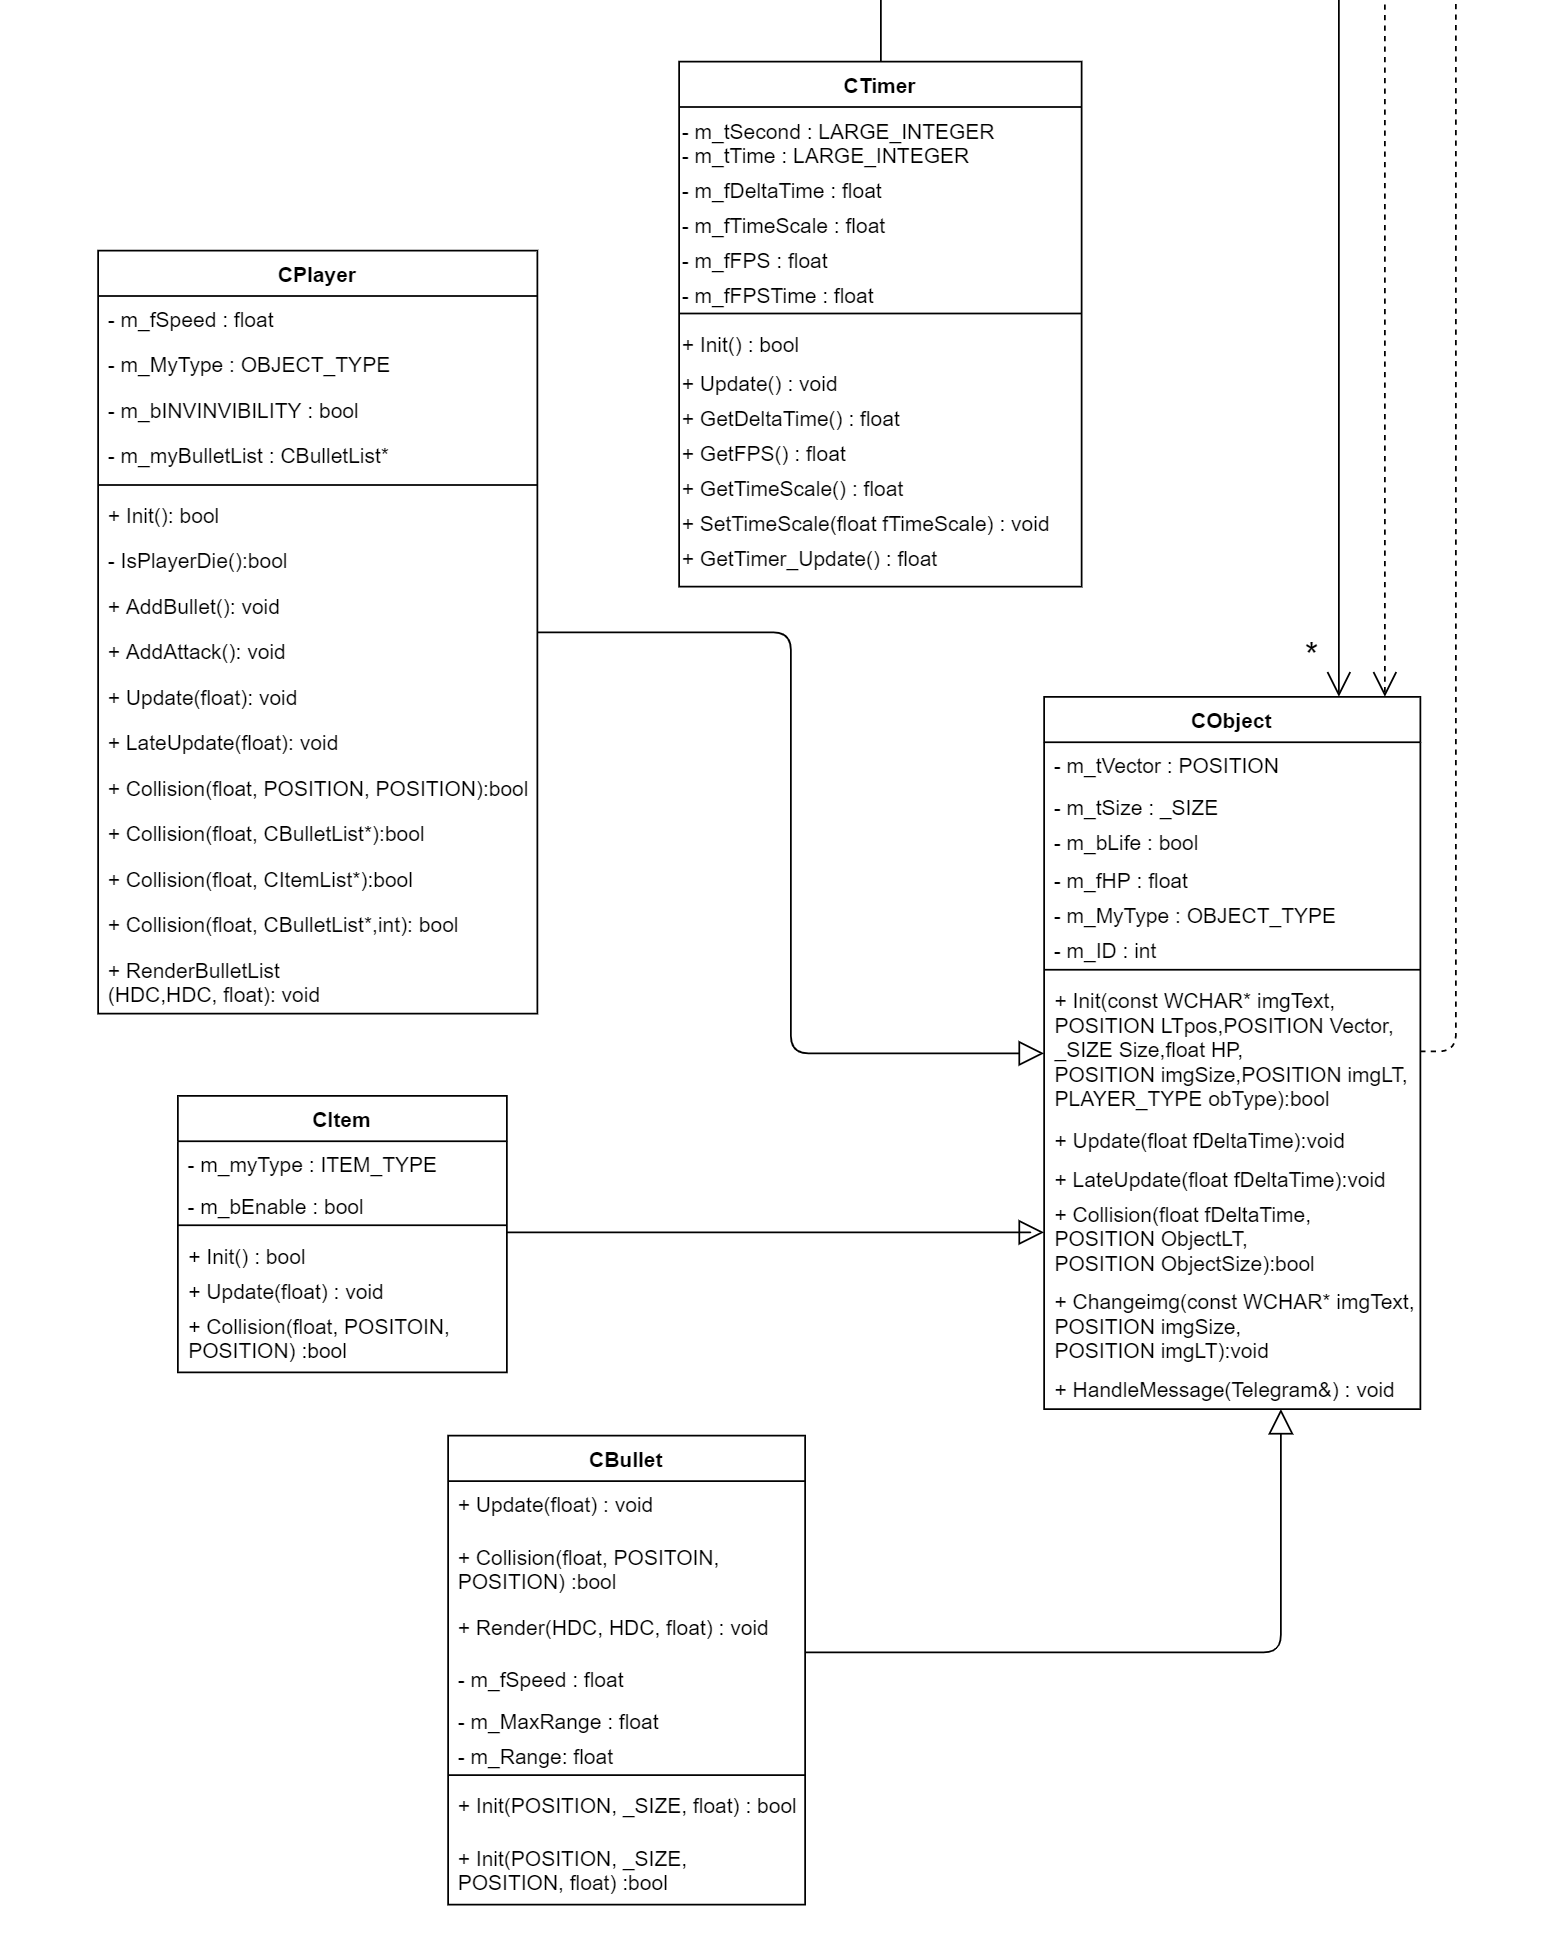 CTimer
- m_tSecond : LARGE_INTEGER
- m_tTime : LARGE_INTEGER
- m_fDeltaTime : float
- m_fTimeScale : float
- m_fFPS : float
- m_fFPSTime : float
+ Init() : bool
+ Update() : void
+ GetDeltaTime() : float
+ GetFPS() : float
+ GetTimeScale() : float
+ SetTimeScale(float fTimeScale) : void
+ GetTimer_Update() : float
CPlayer
- m_fSpeed : float
- m_MyType : OBJECT_TYPE
- m_bINVINVIBILITY : bool
- m_myBulletList : CBulletList*
+ Init(): bool
- IsPlayerDie():bool
+ AddBullet(): void
+ AddAttack(): void
+ Update(float): void
+ LateUpdate(float): void
+ Collision(float, POSITION, POSITION):bool
+ Collision(float, CBulletList*):bool
+ Collision(float, CItemList*):bool
+ Collision(float, CBulletList*,int): bool
+ RenderBulletList
(HDC,HDC, float): void
*
CObject
- m_tVector : POSITION
- m_tSize : _SIZE
- m_bLife : bool
- m_fHP : float
- m_MyType : OBJECT_TYPE
- m_ID : int
+ Init(const WCHAR* imgText,
POSITION LTpos,POSITION Vector,
_SIZE Size,float HP,
POSITION imgSize,POSITION imgLT,
PLAYER_TYPE obType):bool
+ Update(float fDeltaTime):void
+ LateUpdate(float fDeltaTime):void
+ Collision(float fDeltaTime,
POSITION ObjectLT,
POSITION ObjectSize):bool
+ Changeimg(const WCHAR* imgText,
POSITION imgSize,
POSITION imgLT):void
+ HandleMessage(Telegram&) : void
CItem
- m_myType : ITEM_TYPE
- m_bEnable : bool
+ Init() : bool
+ Update(float) : void
+ Collision(float, POSITOIN,
POSITION) :bool
CBullet
+ Update(float) : void
+ Collision(float, POSITOIN,
POSITION) :bool
+ Render(HDC, HDC, float) : void
- m_fSpeed : float
- m_MaxRange : float
- m_Range: float
+ Init(POSITION, _SIZE, float) : bool
+ Init(POSITION, _SIZE,
POSITION, float) :bool